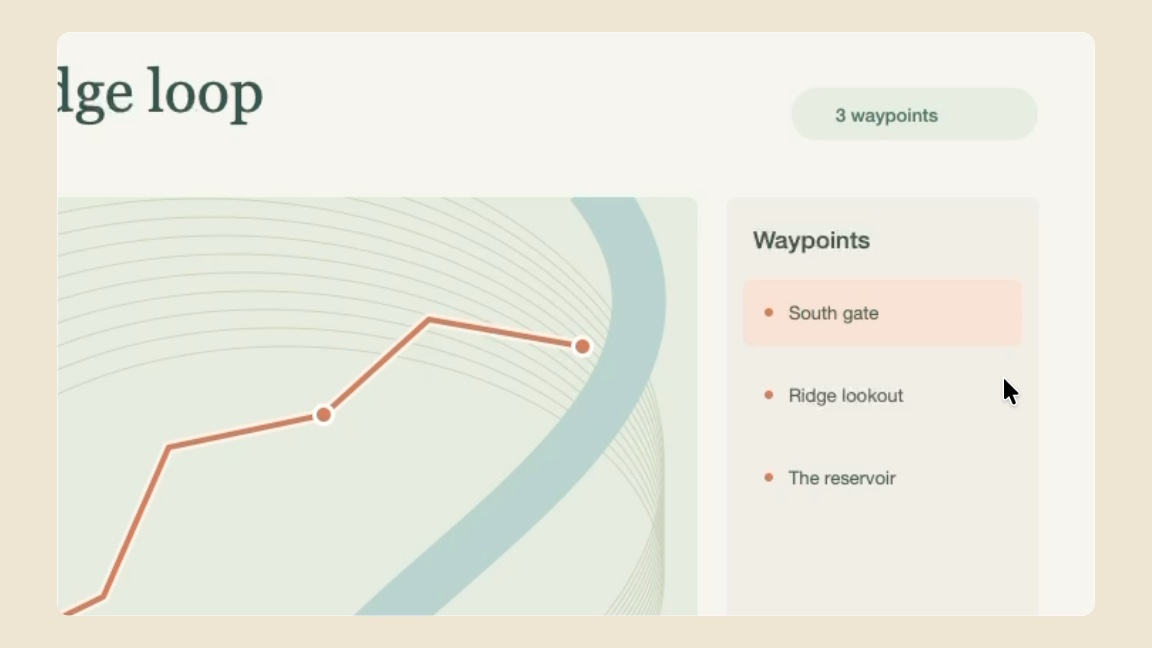 dge loop
3 waypoints
Waypoints
South gate
Ridge lookout
The reservoir